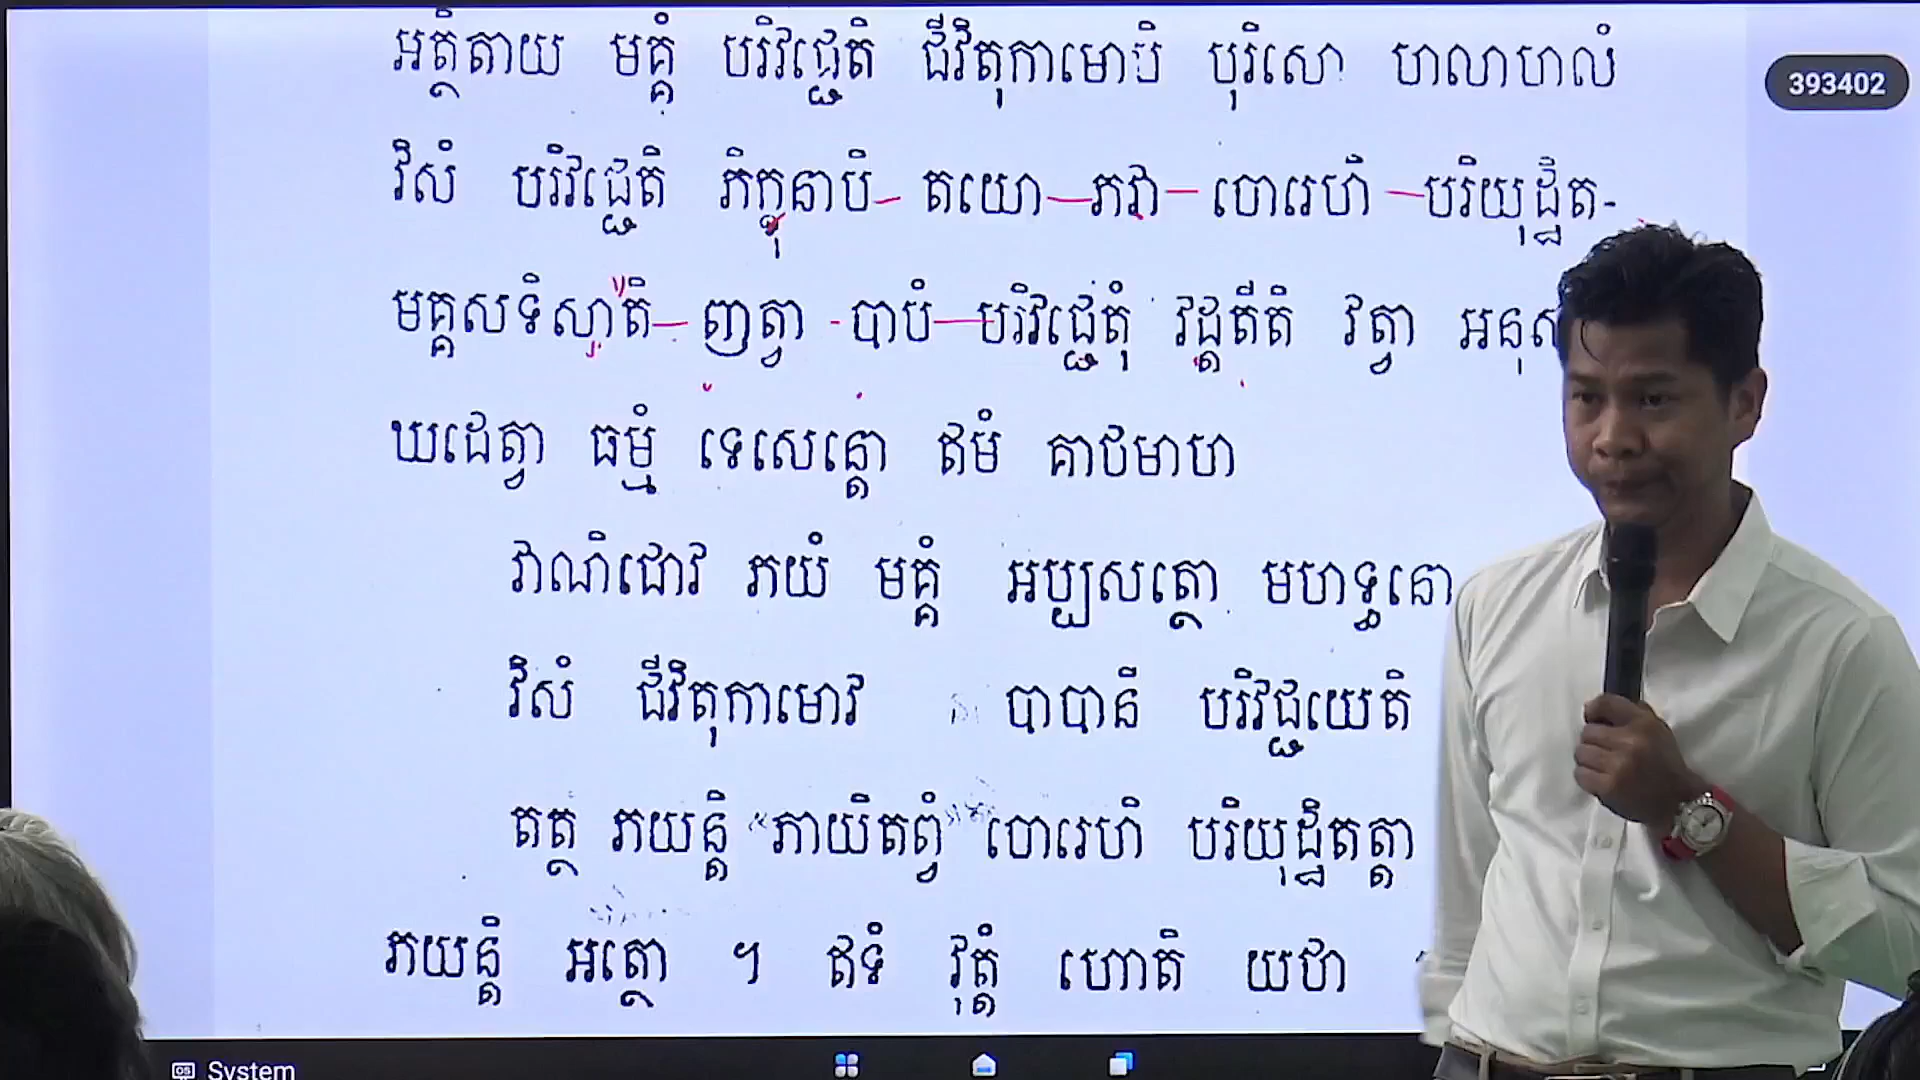 អត្ថិតាយ មគ្គំ បរិវជ្ជេតិ ជីវិតុកាមោបិ បុរិសោ ហលាហលំ
393402
វិសំ បរិវជ្ជេតិ ភិក្ខុនាបិ តយោ ភវា ចោរេហិ បរិយុដ្ឋិត-
មគ្គសទិសាតិ ញត្វា បាបំ បរិវជ្ជេតុំ វដ្ដតីតិ វត្វា
ឃដេត្វា ធម្មំ ទេសេន្តោ ឥមំ គាថមាហ
វាណិជោវ ភយំ មគ្គំ អប្បសត្ថោ មហទ្ធនោ
វិសំ ជីវិតុកាមោវ បាបានិ បរិវជ្ជយេតិ
តត្ថ ភយន្តិ ភាយិតព្វំ ចោរេហិ បរិយុដ្ឋិតត្តា
ភយន្តិ អត្ថោ ។ ឥទំ វុត្តំ ហោតិ យថា
System